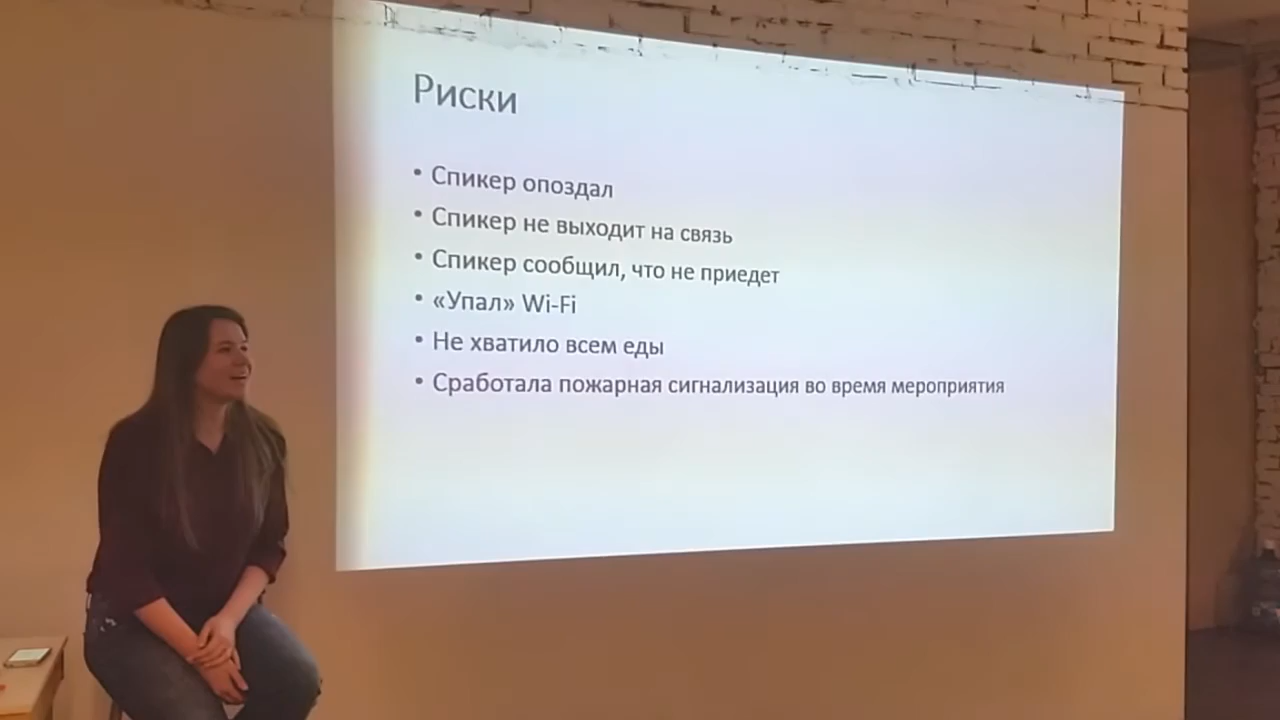 Риски
• Спикер опоздал
• Спикер не выходит на связь
• Спикер сообщил, что не приедет
• «Упал» Wi-Fi
• Не хватило всем еды
• Сработала пожарная сигнализация во время мероприятия